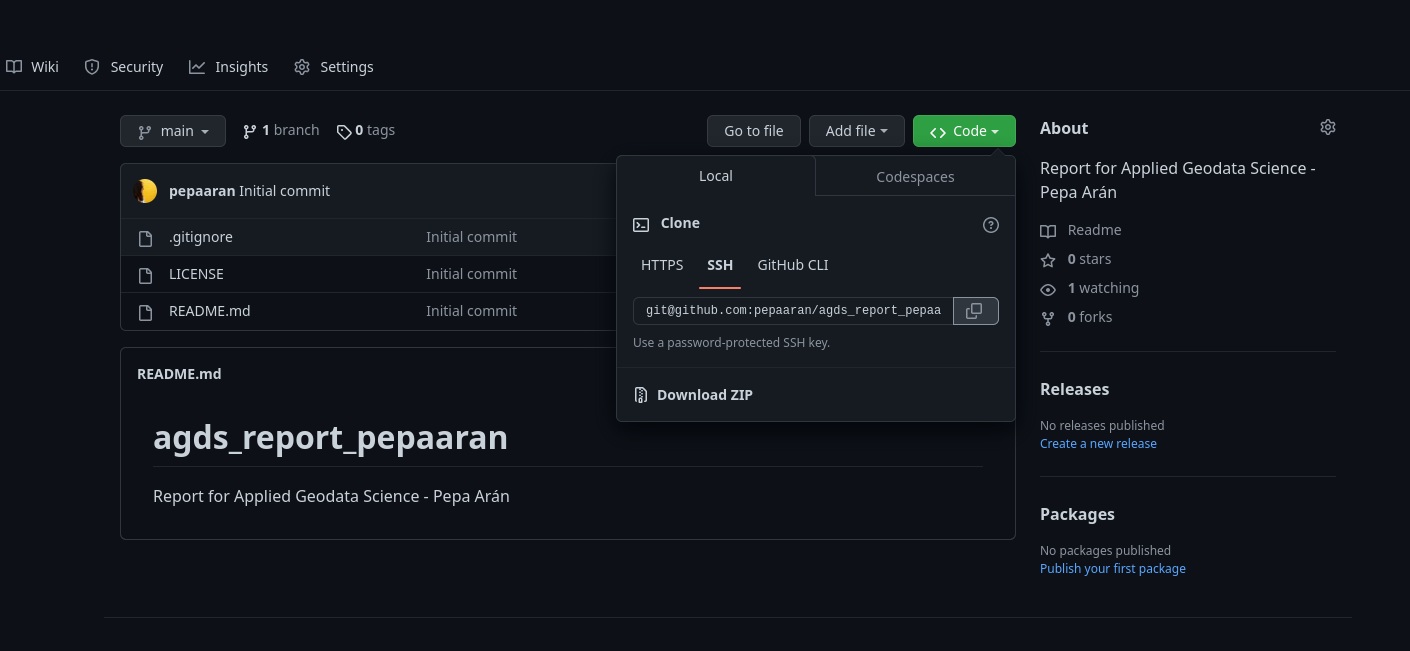 Wiki Security Insights Settings
main 1 branch 0 tags Go to file Add file Code
pepaaran Initial commit
.gitignore Initial commit
LICENSE Initial commit
README.md Initial commit
Local Codespaces
Clone
HTTPS SSH GitHub CLI
git@github.com:pepaaran/agds_report_pepaa
Use a password-protected SSH key.
Download ZIP
README.md
agds_report_pepaaran
Report for Applied Geodata Science - Pepa Arán
About
Report for Applied Geodata Science -
Pepa Arán
Readme
0 stars
1 watching
0 forks
Releases
No releases published
Create a new release
Packages
No packages published
Publish your first package